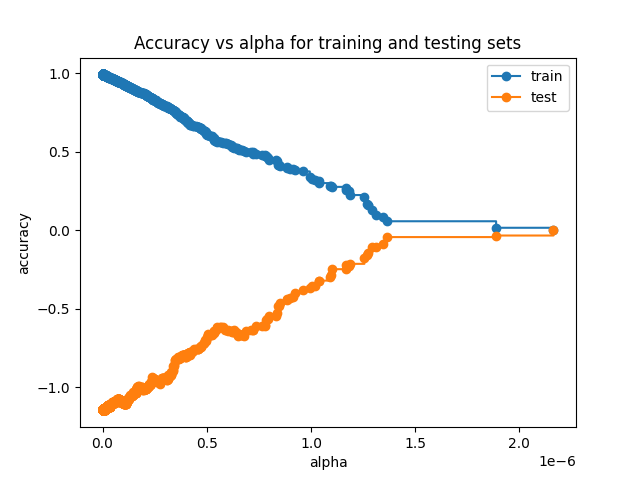 Accuracy vs alpha for training and testing sets
train
test
1.0
0.5
0.0
−0.5
−1.0
accuracy
0.0 0.5 1.0 1.5 2.0
1e−6
alpha